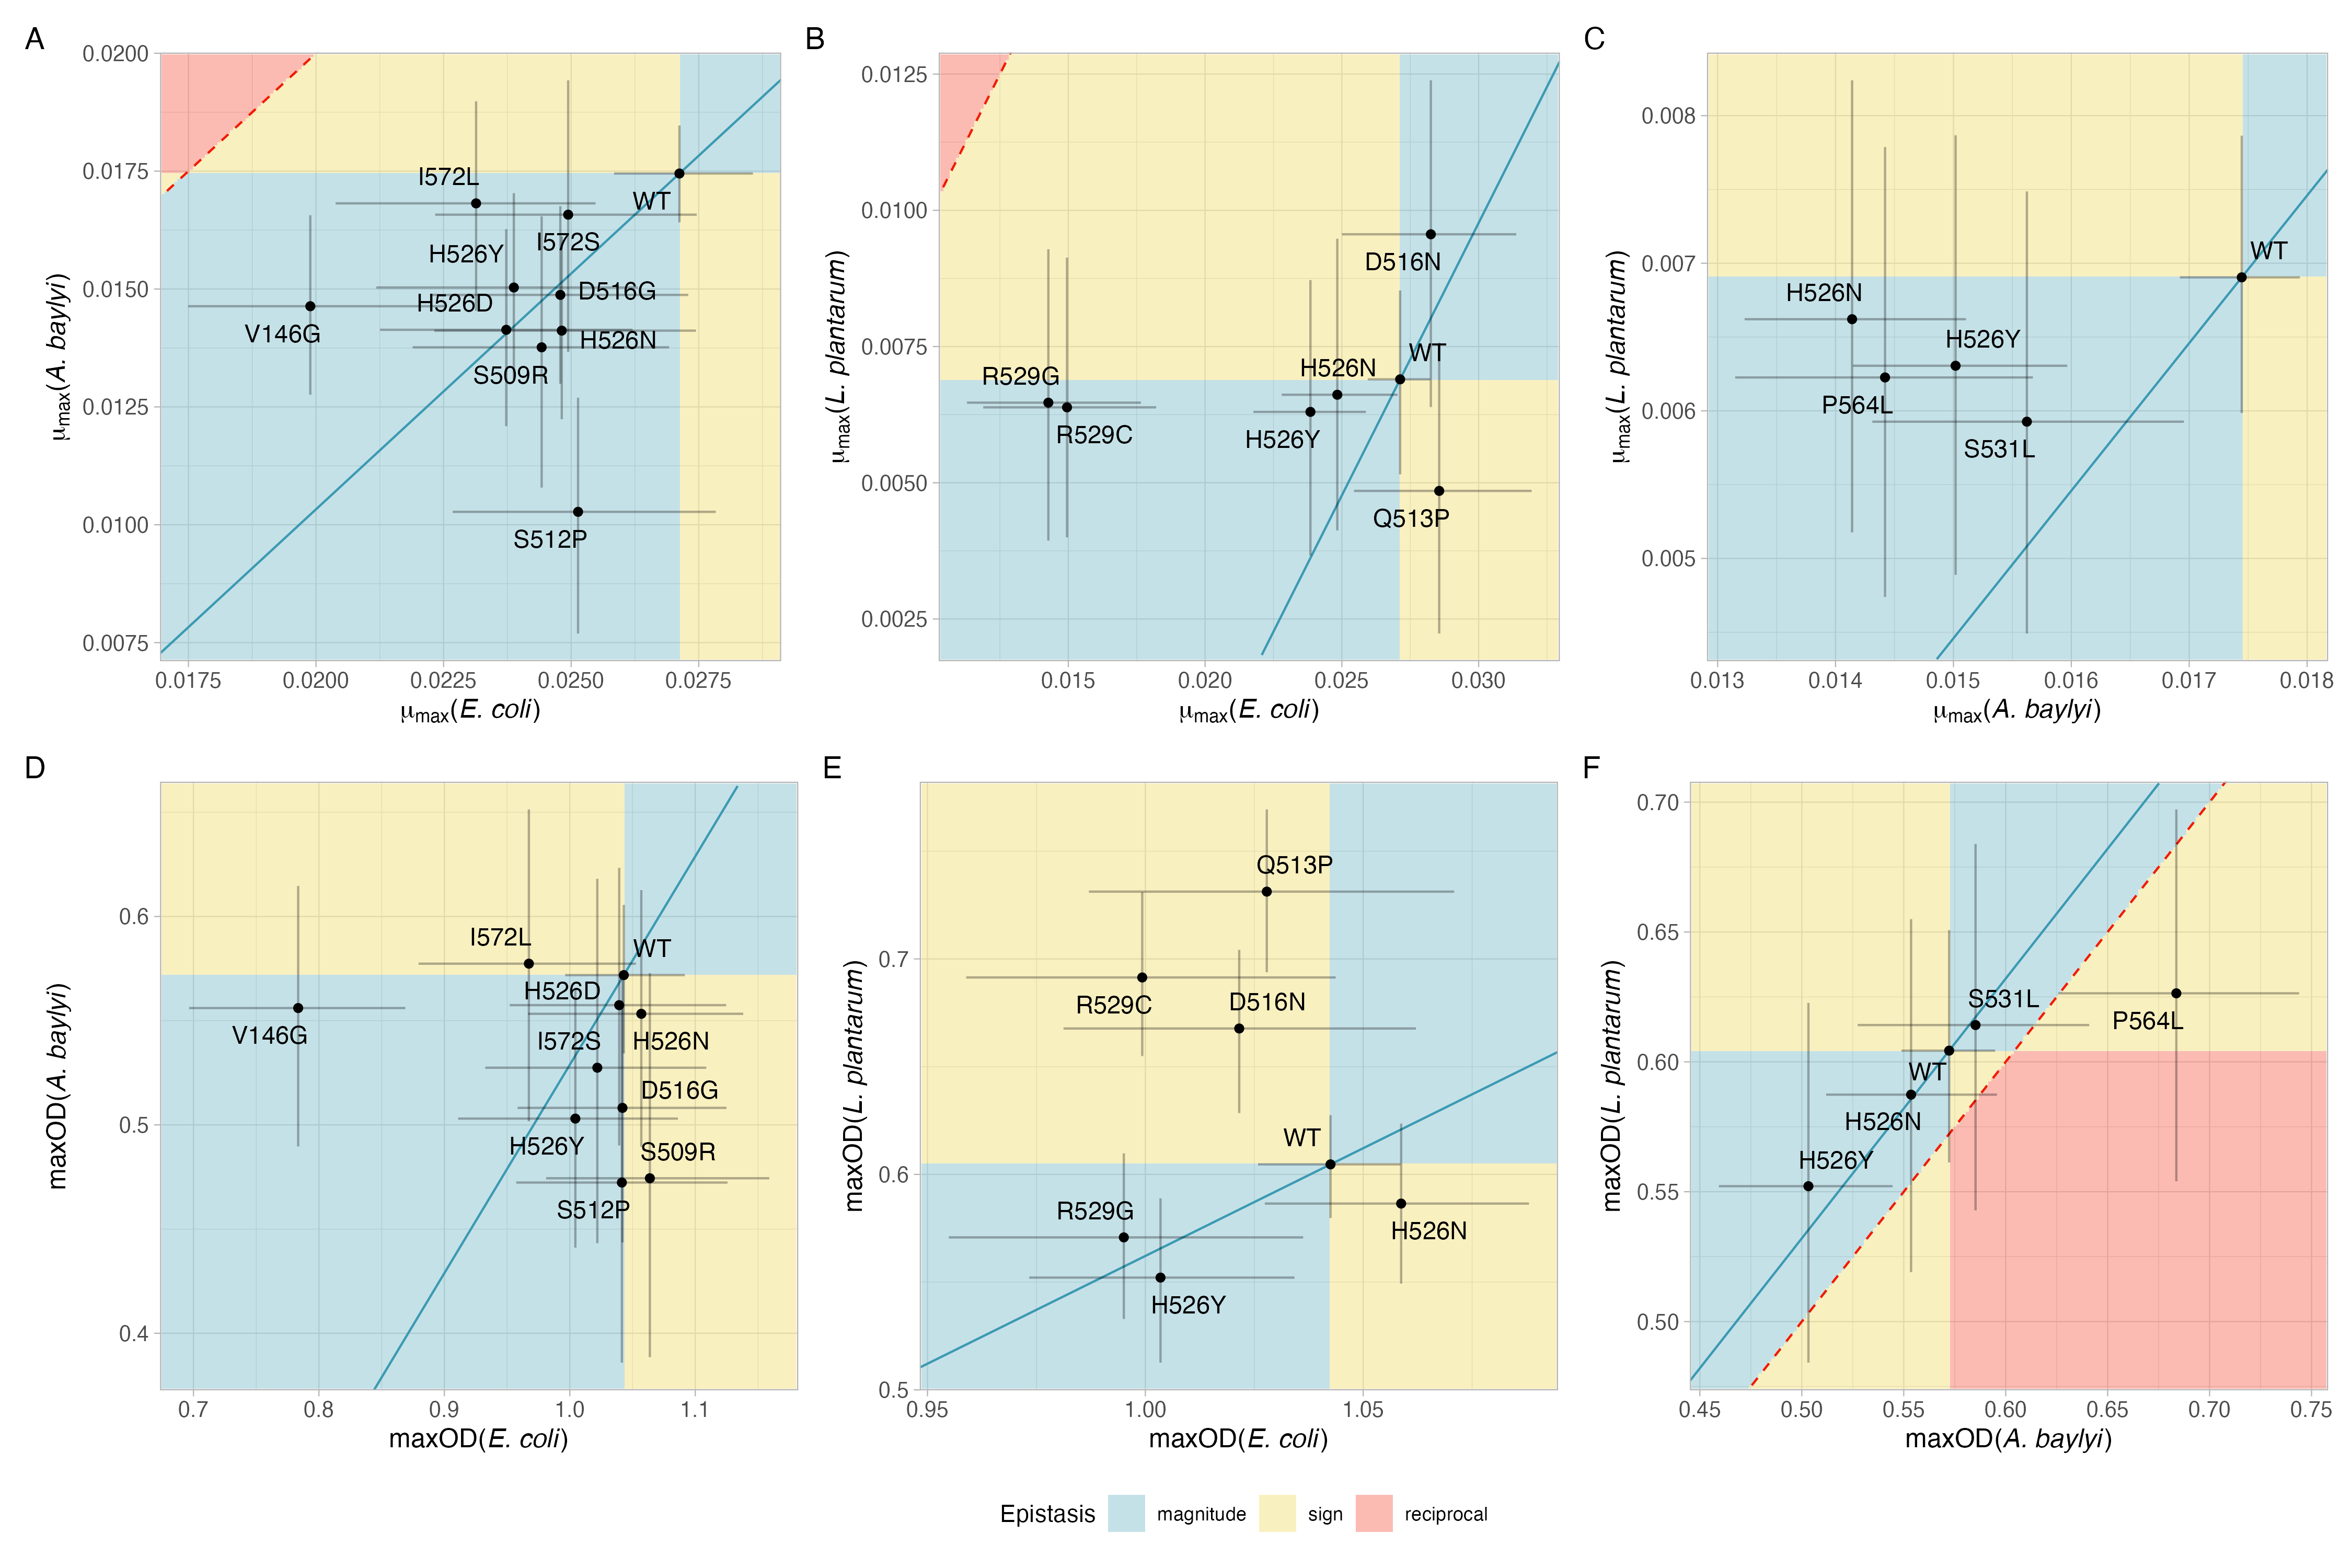 A
0.0200
0.0175
0.0150
0.0125
0.0100
0.0075
0.0175 0.0200 0.0225 0.0250 0.0275
μmax(A. baylyi)
μmax(E. coli)
I572L
WT
I572S
H526Y
D516G
H526D
V146G
H526N
S509R
S512P
B
0.0125
0.0100
0.0075
0.0050
0.0025
0.015 0.020 0.025 0.030
μmax(L. plantarum)
μmax(E. coli)
D516N
WT
R529G
H526N
R529C
H526Y
Q513P
C
0.008
0.007
0.006
0.005
0.013 0.014 0.015 0.016 0.017 0.018
μmax(L. plantarum)
μmax(A. baylyi)
WT
H526N
H526Y
P564L
S531L
D
0.6
0.5
0.4
0.7 0.8 0.9 1.0 1.1
maxOD(A. baylyi)
maxOD(E. coli)
I572L
WT
H526D
V146G
I572S
H526N
D516G
H526Y
S509R
S512P
E
0.7
0.6
0.5
0.95 1.00 1.05
maxOD(L. plantarum)
maxOD(E. coli)
Q513P
R529C
D516N
WT
R529G
H526N
H526Y
F
0.70
0.65
0.60
0.55
0.50
0.45 0.50 0.55 0.60 0.65 0.70 0.75
maxOD(L. plantarum)
maxOD(A. baylyi)
S531L
P564L
WT
H526N
H526Y
Epistasis magnitude sign reciprocal